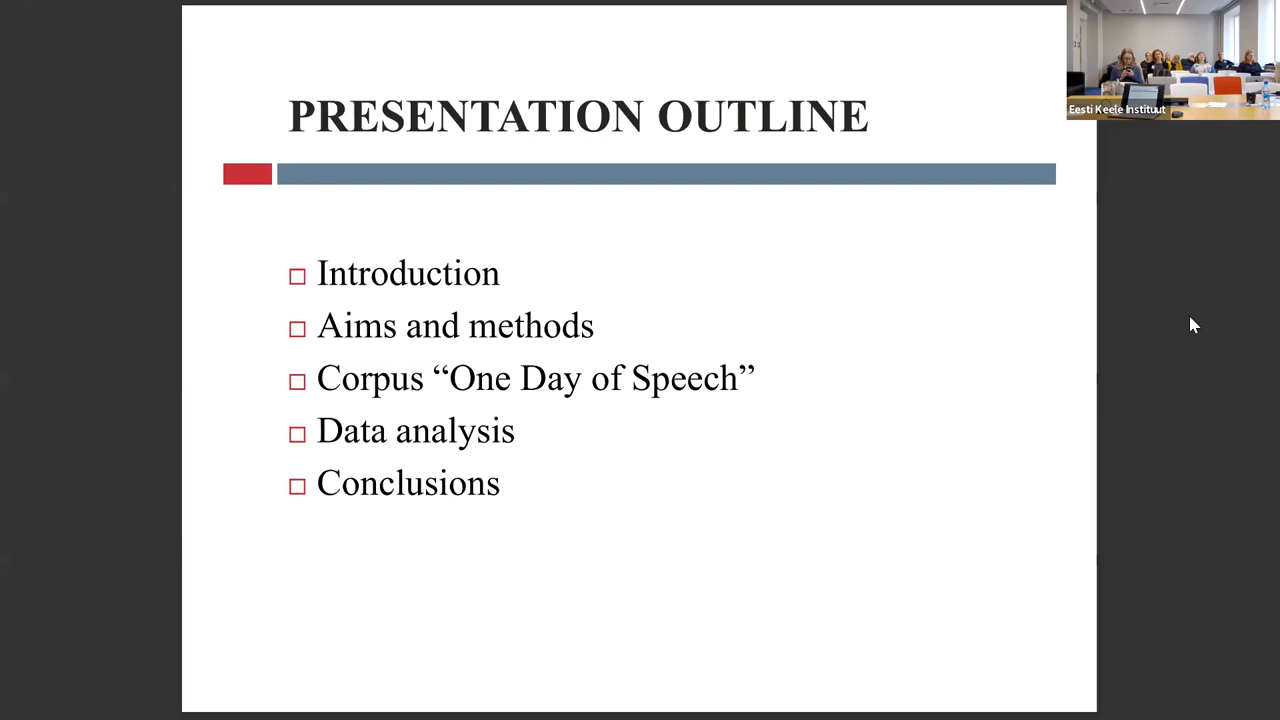 PRESENTATION OUTLINE
Introduction
Aims and methods
Corpus “One Day of Speech”
Data analysis
Conclusions
Eesti Keele Instituut